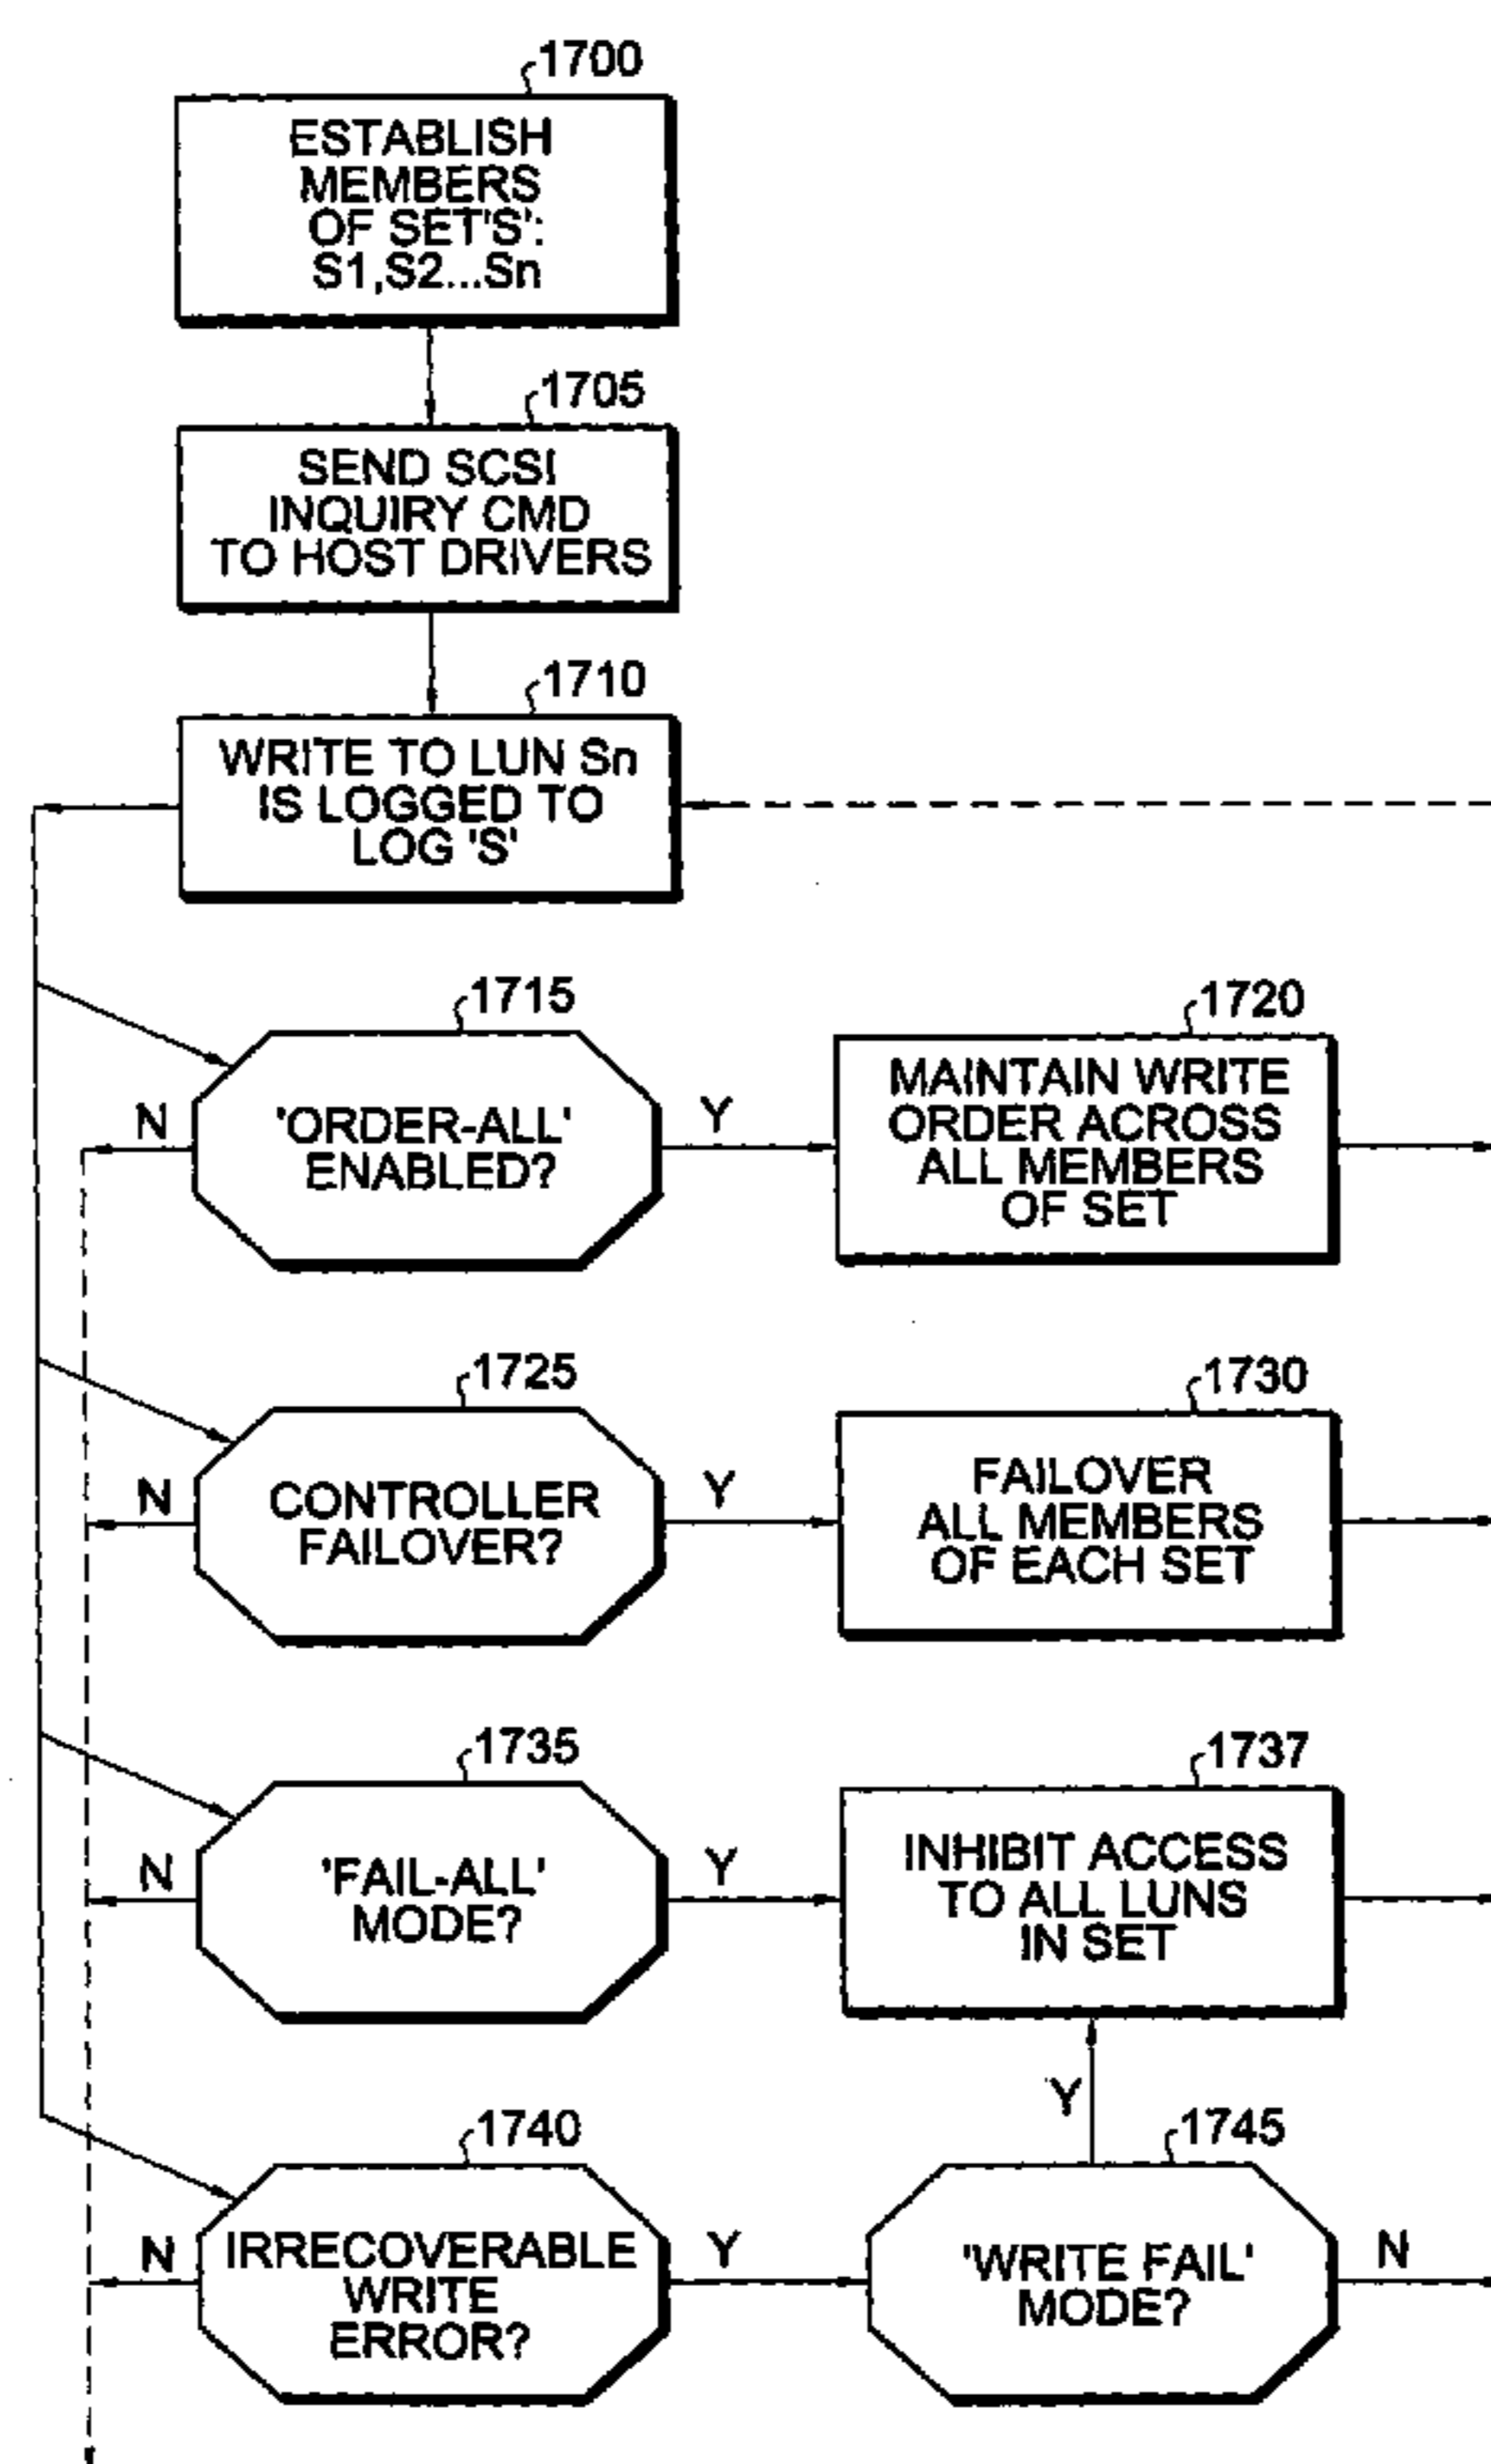 1700
ESTABLISH
MEMBERS
OF SET'S':
S1,S2...Sn
1705
SEND SCSI
INQUIRY CMD
TO HOST DRIVERS
1710
WRITE TO LUN Sn
IS LOGGED TO
LOG 'S'
1715
'ORDER-ALL'
ENABLED?
N
Y
1720
MAINTAIN WRITE
ORDER ACROSS
ALL MEMBERS
OF SET
1725
CONTROLLER
FAILOVER?
N
Y
1730
FAILOVER
ALL MEMBERS
OF EACH SET
1735
'FAIL-ALL'
MODE?
N
Y
1737
INHIBIT ACCESS
TO ALL LUNS
IN SET
Y
1740
IRRECOVERABLE
WRITE
ERROR?
N
Y
1745
'WRITE FAIL'
MODE?
N